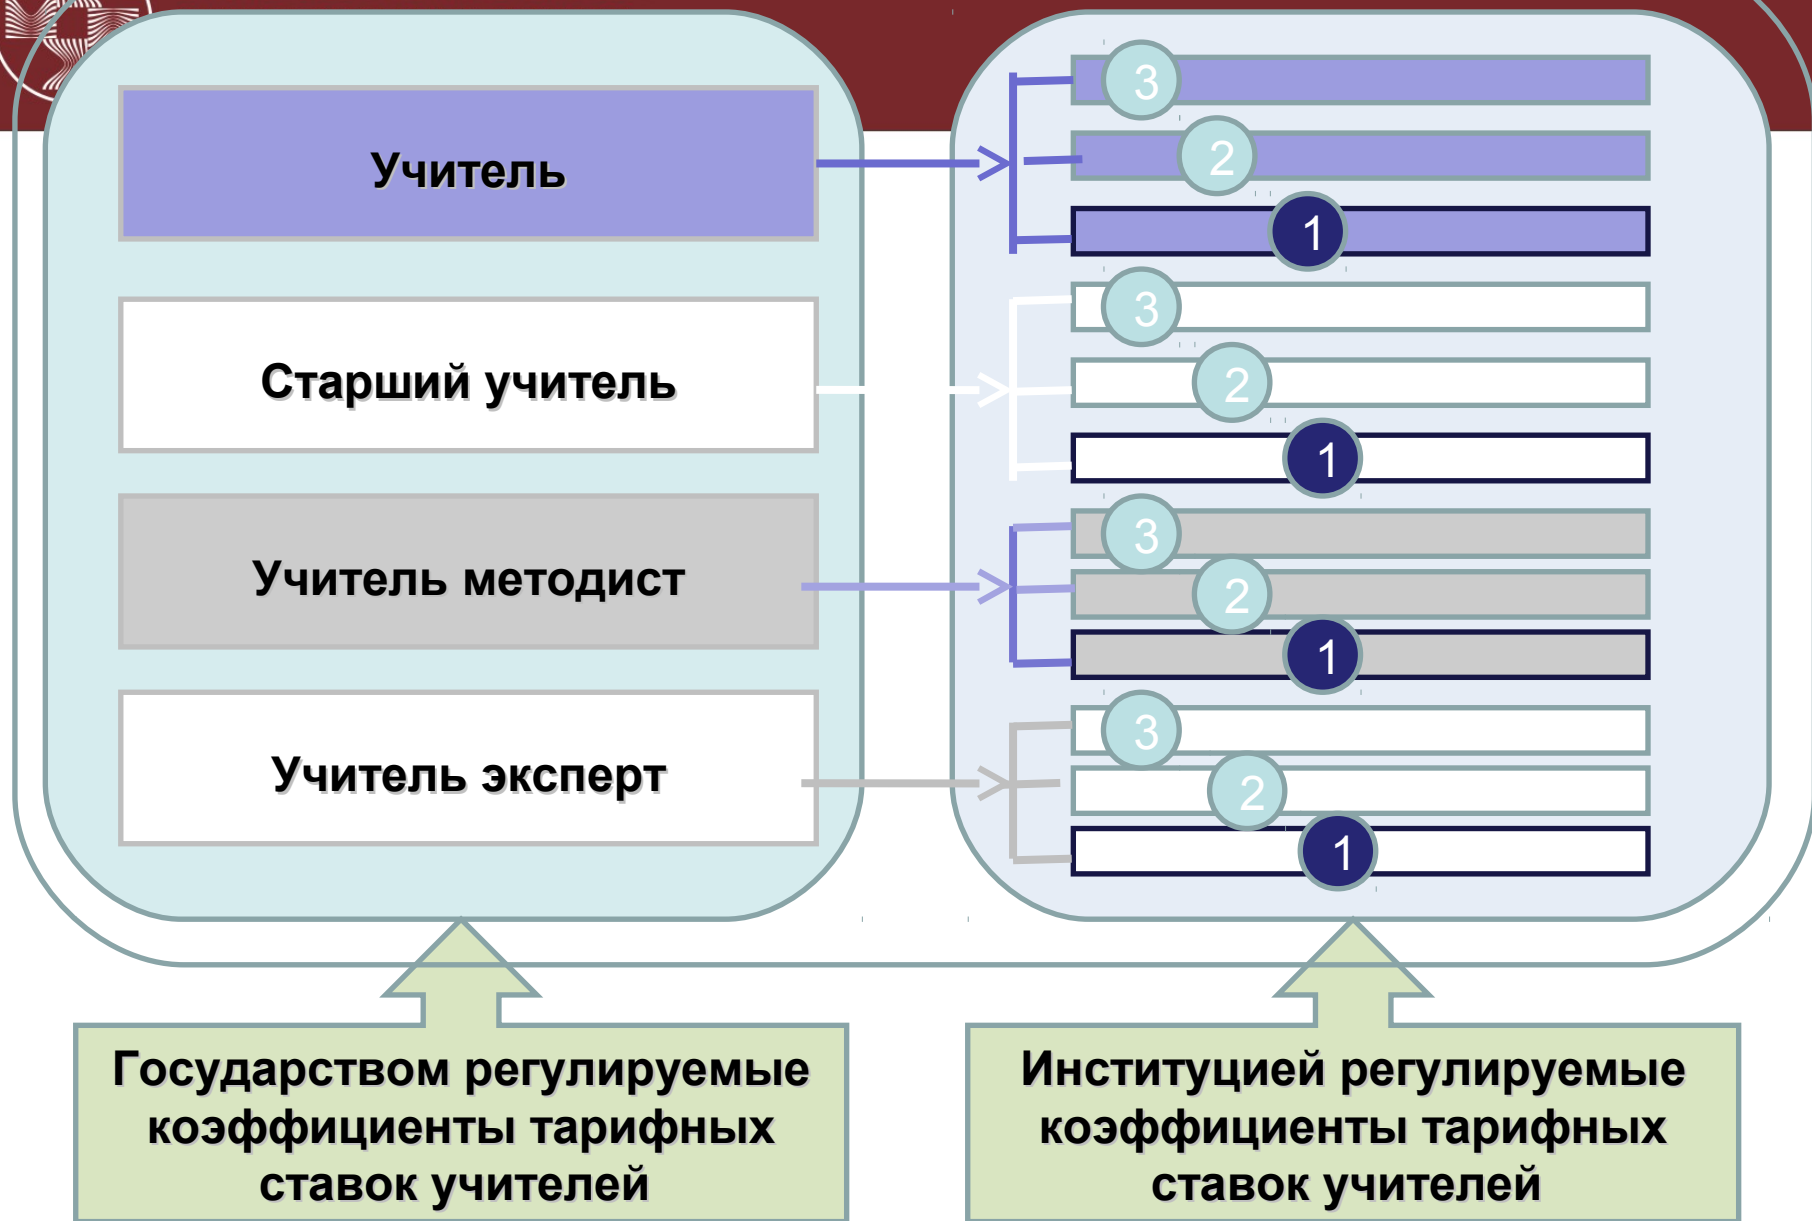 Учитель
3
2
1
Старший учитель
3
2
1
Учитель методист
3
2
1
Учитель эксперт
3
2
1
Государством регулируемые
коэффициенты тарифных
ставок учителей
Институцией регулируемые
коэффициенты тарифных
ставок учителей